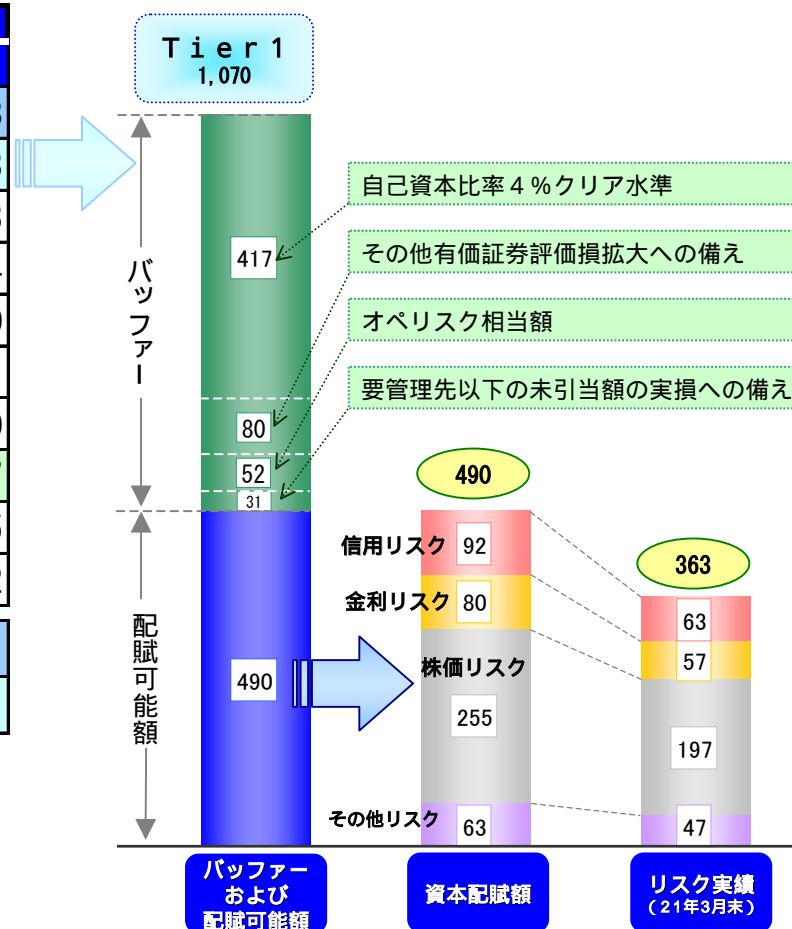 Ｔｉｅｒ１
1,070
バッファー
417
80
52
31
配賦可能額
490
自己資本比率４％クリア水準
その他有価証券評価損拡大への備え
オペリスク相当額
要管理先以下の未引当額の実損への備え
490
信用リスク
92
金利リスク
80
株価リスク
255
その他リスク
63
363
63
57
197
47
バッファー
および
配賦可能額
資本配賦額
リスク実績
（21年3月末）